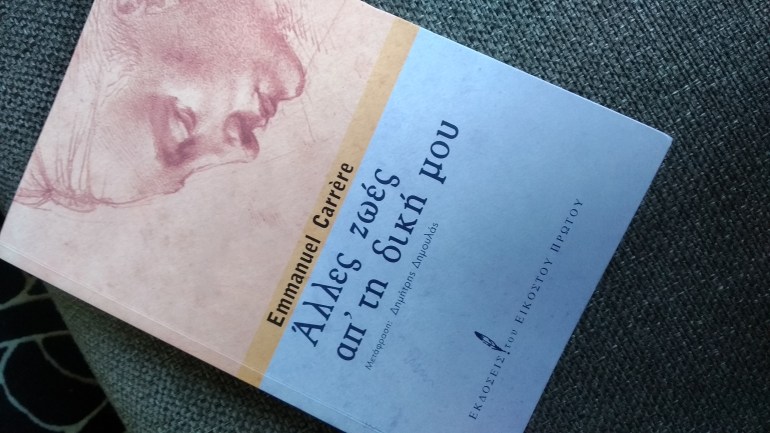 Emmanuel Carrère
Άλλες ζωές
απ' τη δική μου
Μετάφραση: Δημήτρης Δημουλάς
ΕΚΔΟΣΕΙΣ του ΕΙΚΟΣΤΟΥ ΠΡΩΤΟΥ